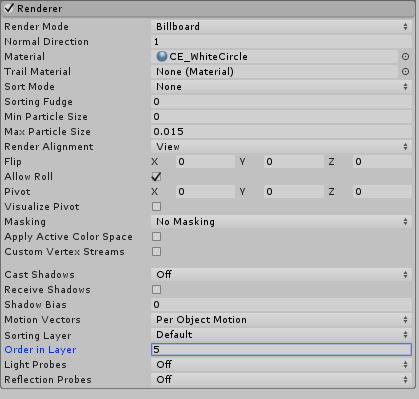 Renderer
Render Mode Billboard
Normal Direction 1
Material CE_WhiteCircle
Trail Material None (Material)
Sort Mode None
Sorting Fudge 0
Min Particle Size 0
Max Particle Size 0.015
Render Alignment View
Flip X 0 Y 0 Z 0
Allow Roll
Pivot X 0 Y 0 Z 0
Visualize Pivot
Masking No Masking
Apply Active Color Space
Custom Vertex Streams
Cast Shadows Off
Receive Shadows
Shadow Bias 0
Motion Vectors Per Object Motion
Sorting Layer Default
Order in Layer 5
Light Probes Off
Reflection Probes Off